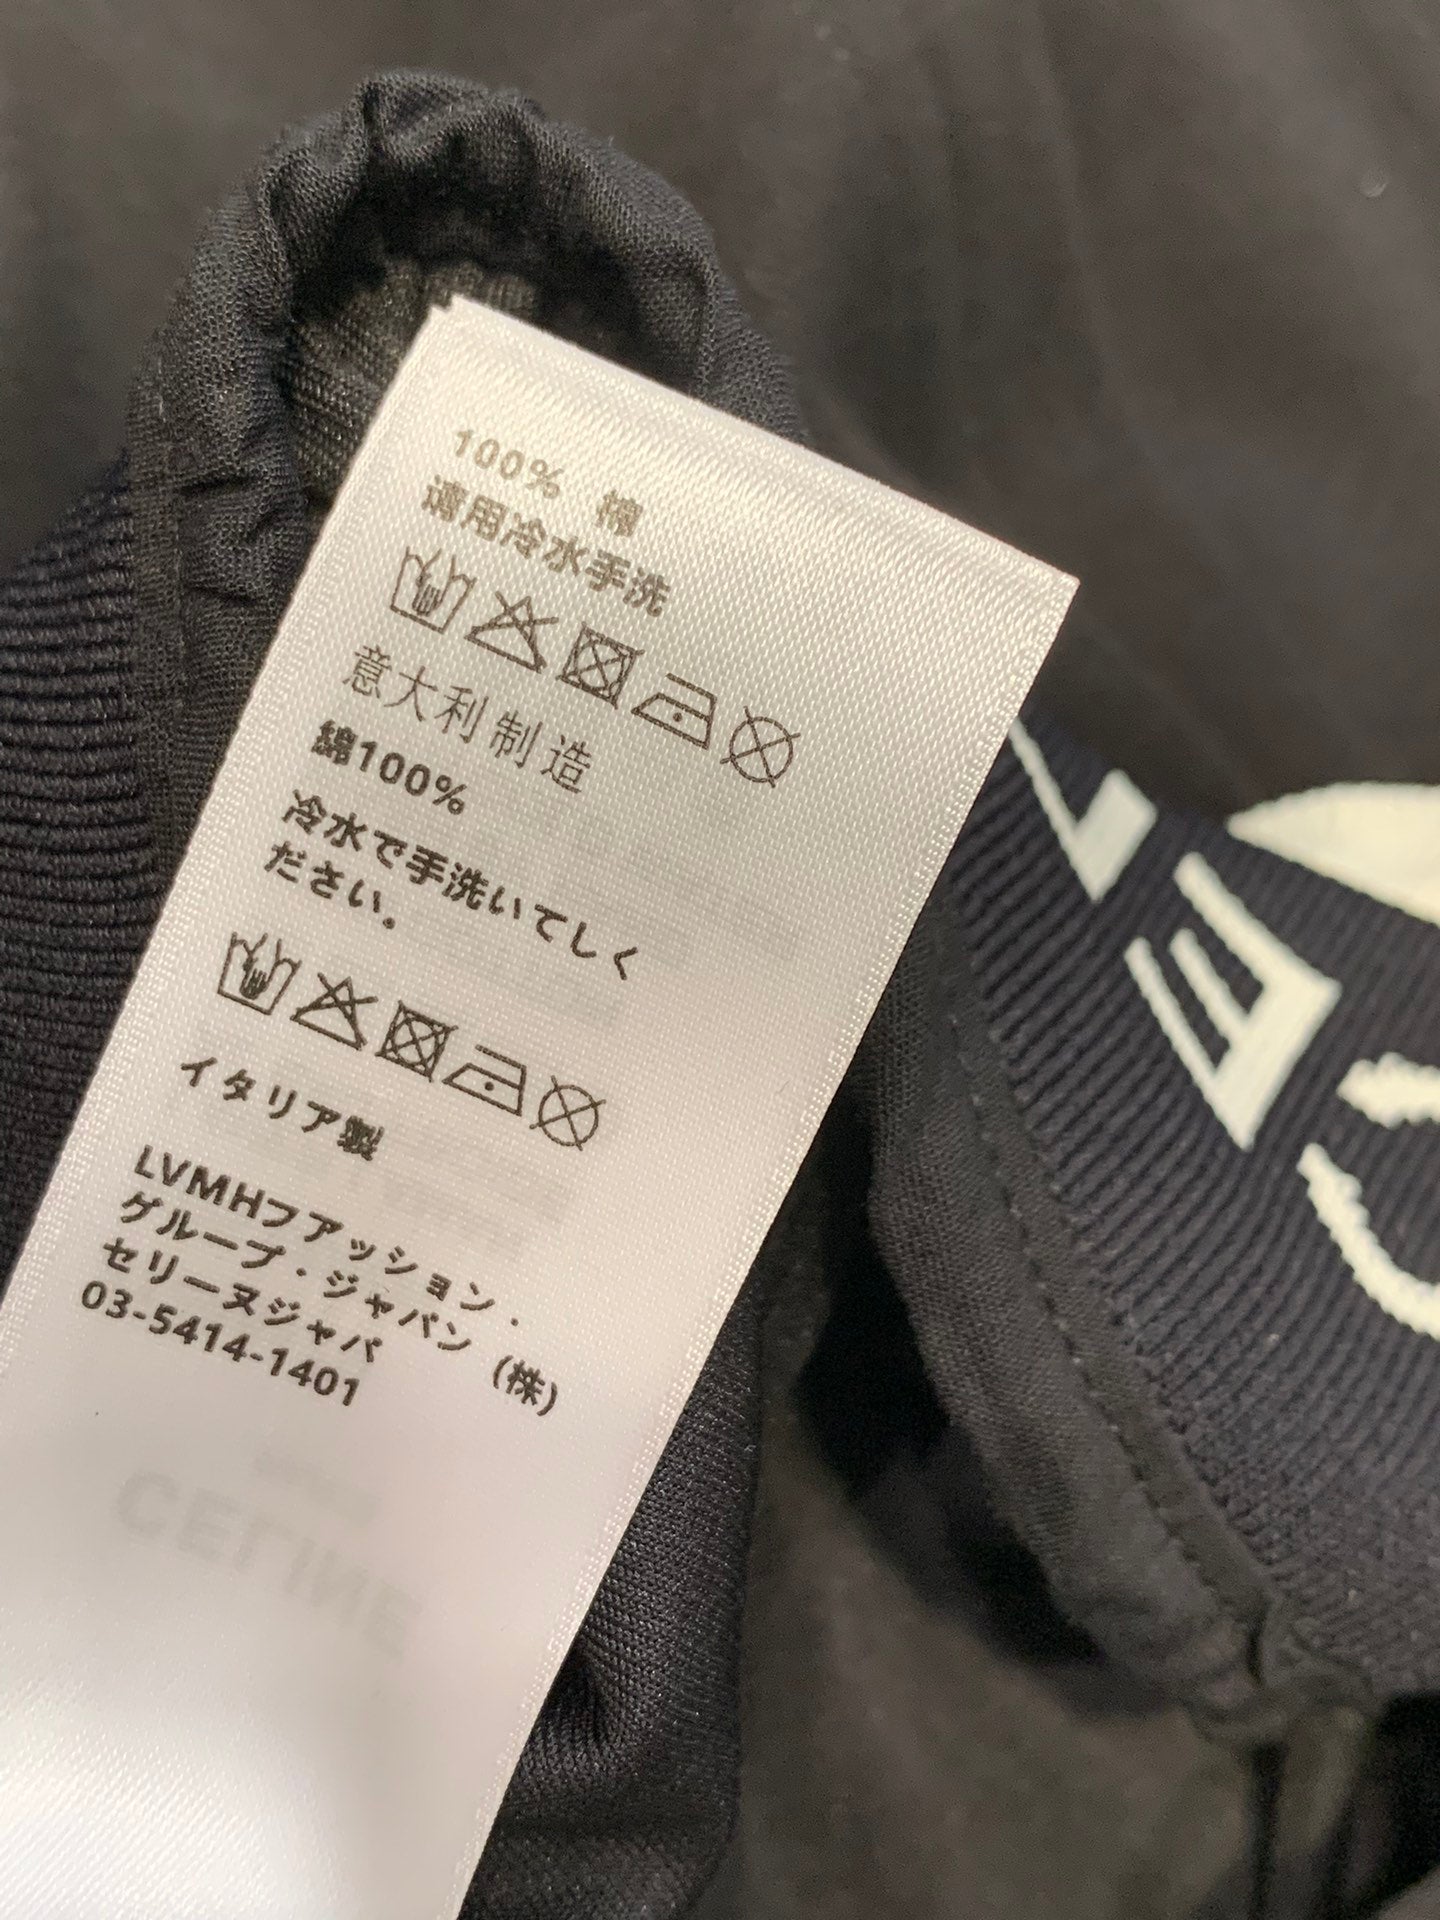 100% 棉
適用冷水手洗
意大利制造
綿100%
冷水で手洗いてしく
ださい。
イタリア製
LVMHファッション・
グループ・ジャパン (株)
セリーヌジャパ
03-5414-1401